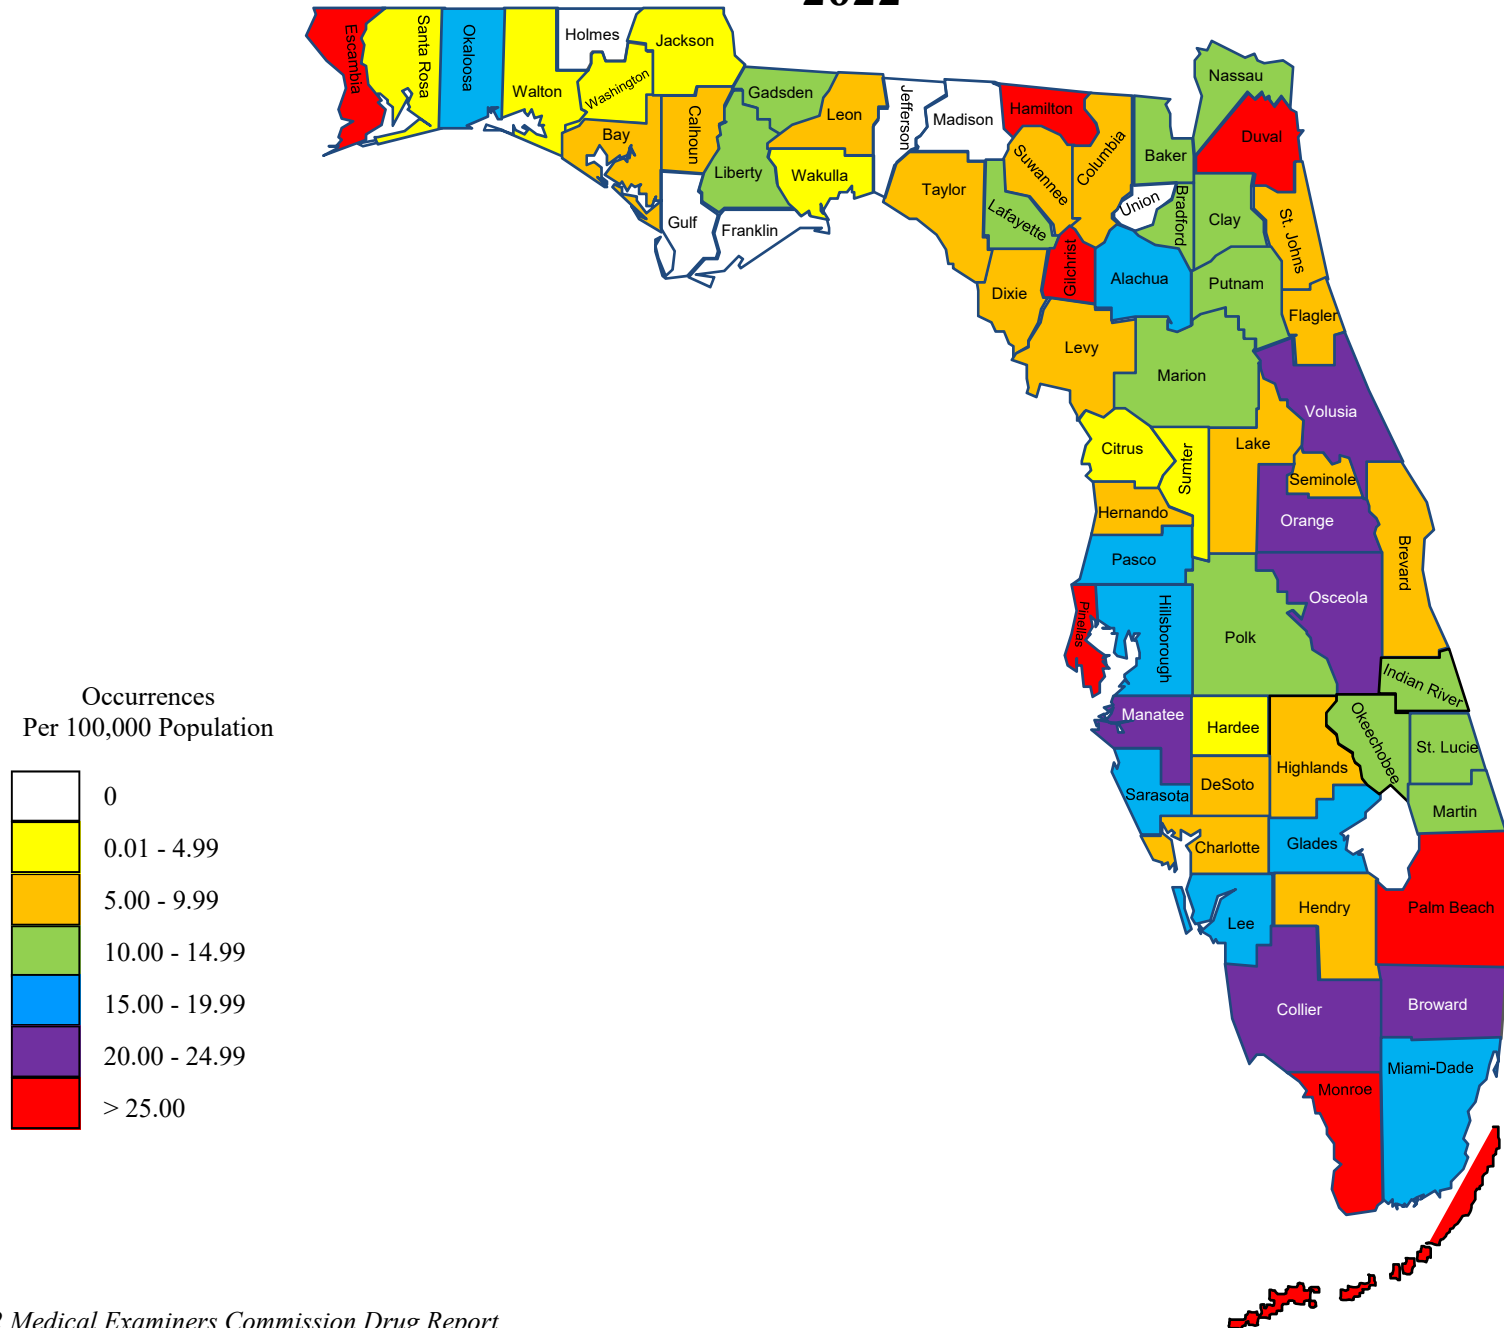 2022
Holmes
Jackson
Escambia
Santa Rosa
Okaloosa
Walton
Washington
Bay
Calhoun
Gadsden
Liberty
Leon
Wakulla
Gulf
Franklin
Jefferson
Madison
Taylor
Hamilton
Suwannee
Columbia
Lafayette
Dixie
Gilchrist
Levy
Nassau
Duval
Baker
Union
Bradford
Clay
St. Johns
Alachua
Putnam
Flagler
Marion
Volusia
Citrus
Sumter
Lake
Seminole
Hernando
Orange
Brevard
Pasco
Osceola
Pinellas
Hillsborough
Polk
Indian River
Manatee
Hardee
Okeechobee
St. Lucie
Highlands
Sarasota
DeSoto
Martin
Charlotte
Glades
Lee
Hendry
Palm Beach
Collier
Broward
Miami-Dade
Monroe
Occurrences
Per 100,000 Population
0
0.01 - 4.99
5.00 - 9.99
10.00 - 14.99
15.00 - 19.99
20.00 - 24.99
> 25.00
Medical Examiners Commission Drug Report